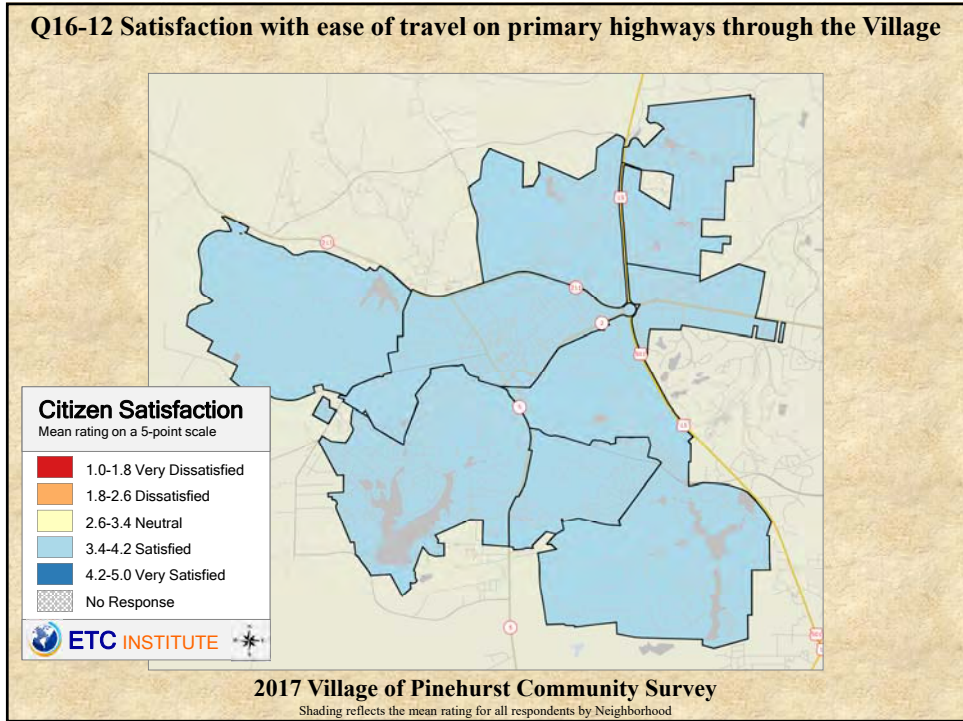 Q16-12 Satisfaction with ease of travel on primary highways through the Village
Citizen Satisfaction
Mean rating on a 5-point scale
1.0-1.8 Very Dissatisfied
1.8-2.6 Dissatisfied
2.6-3.4 Neutral
3.4-4.2 Satisfied
4.2-5.0 Very Satisfied
No Response
ETC INSTITUTE
2017 Village of Pinehurst Community Survey
Shading reflects the mean rating for all respondents by Neighborhood